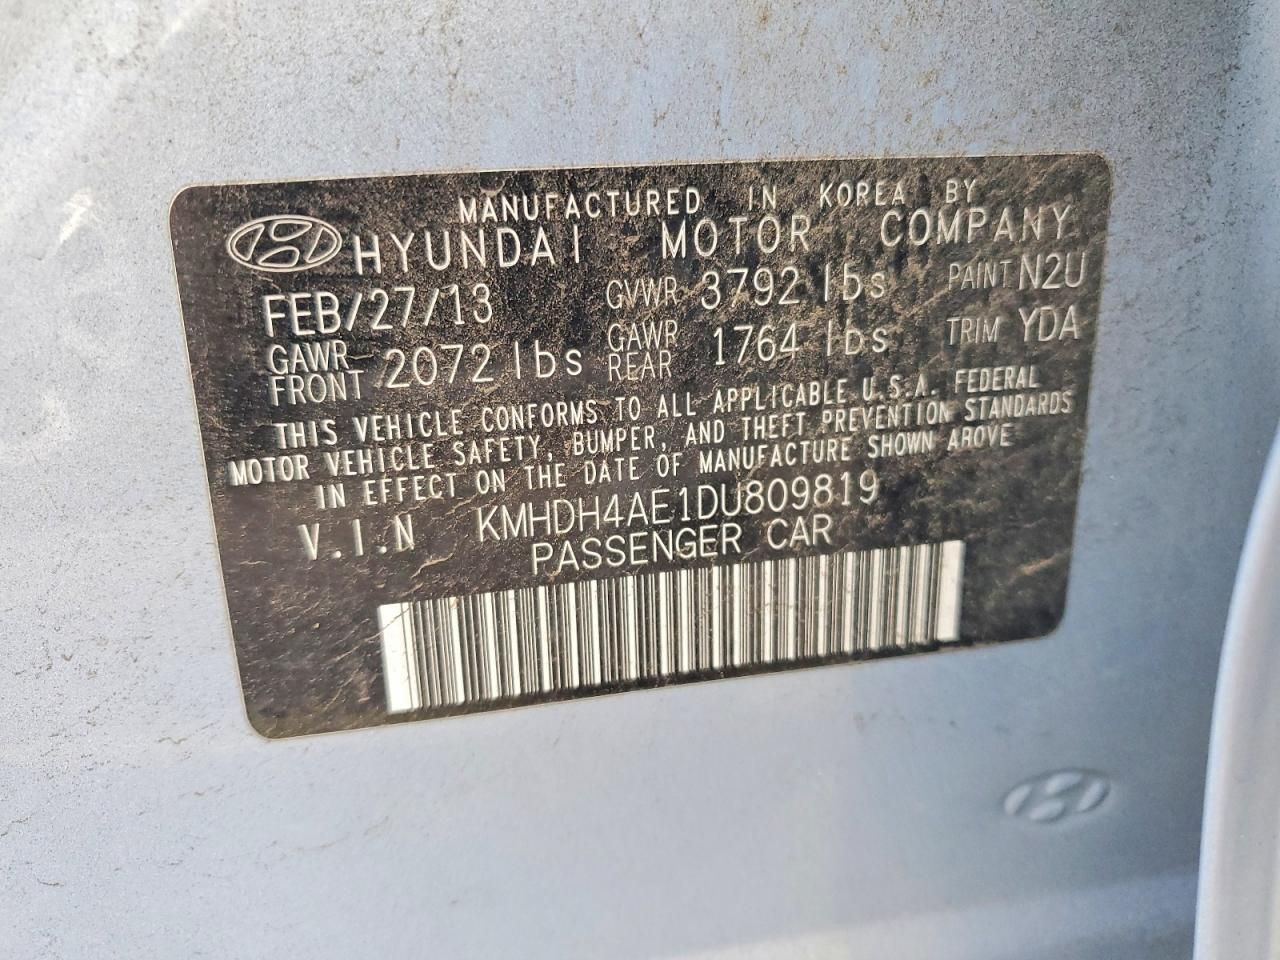 MANUFACTURED IN KOREA BY
HYUNDAI MOTOR COMPANY
FEB/27/13 GVWR 3792 lbs PAINT N2U
GAWR FRONT 2072 lbs GAWR REAR 1764 lbs TRIM YDA
THIS VEHICLE CONFORMS TO ALL APPLICABLE U.S.A. FEDERAL
MOTOR VEHICLE SAFETY, BUMPER, AND THEFT PREVENTION STANDARDS
IN EFFECT ON THE DATE OF MANUFACTURE SHOWN ABOVE
V.I.N KMHDH4AE1DU809819
PASSENGER CAR